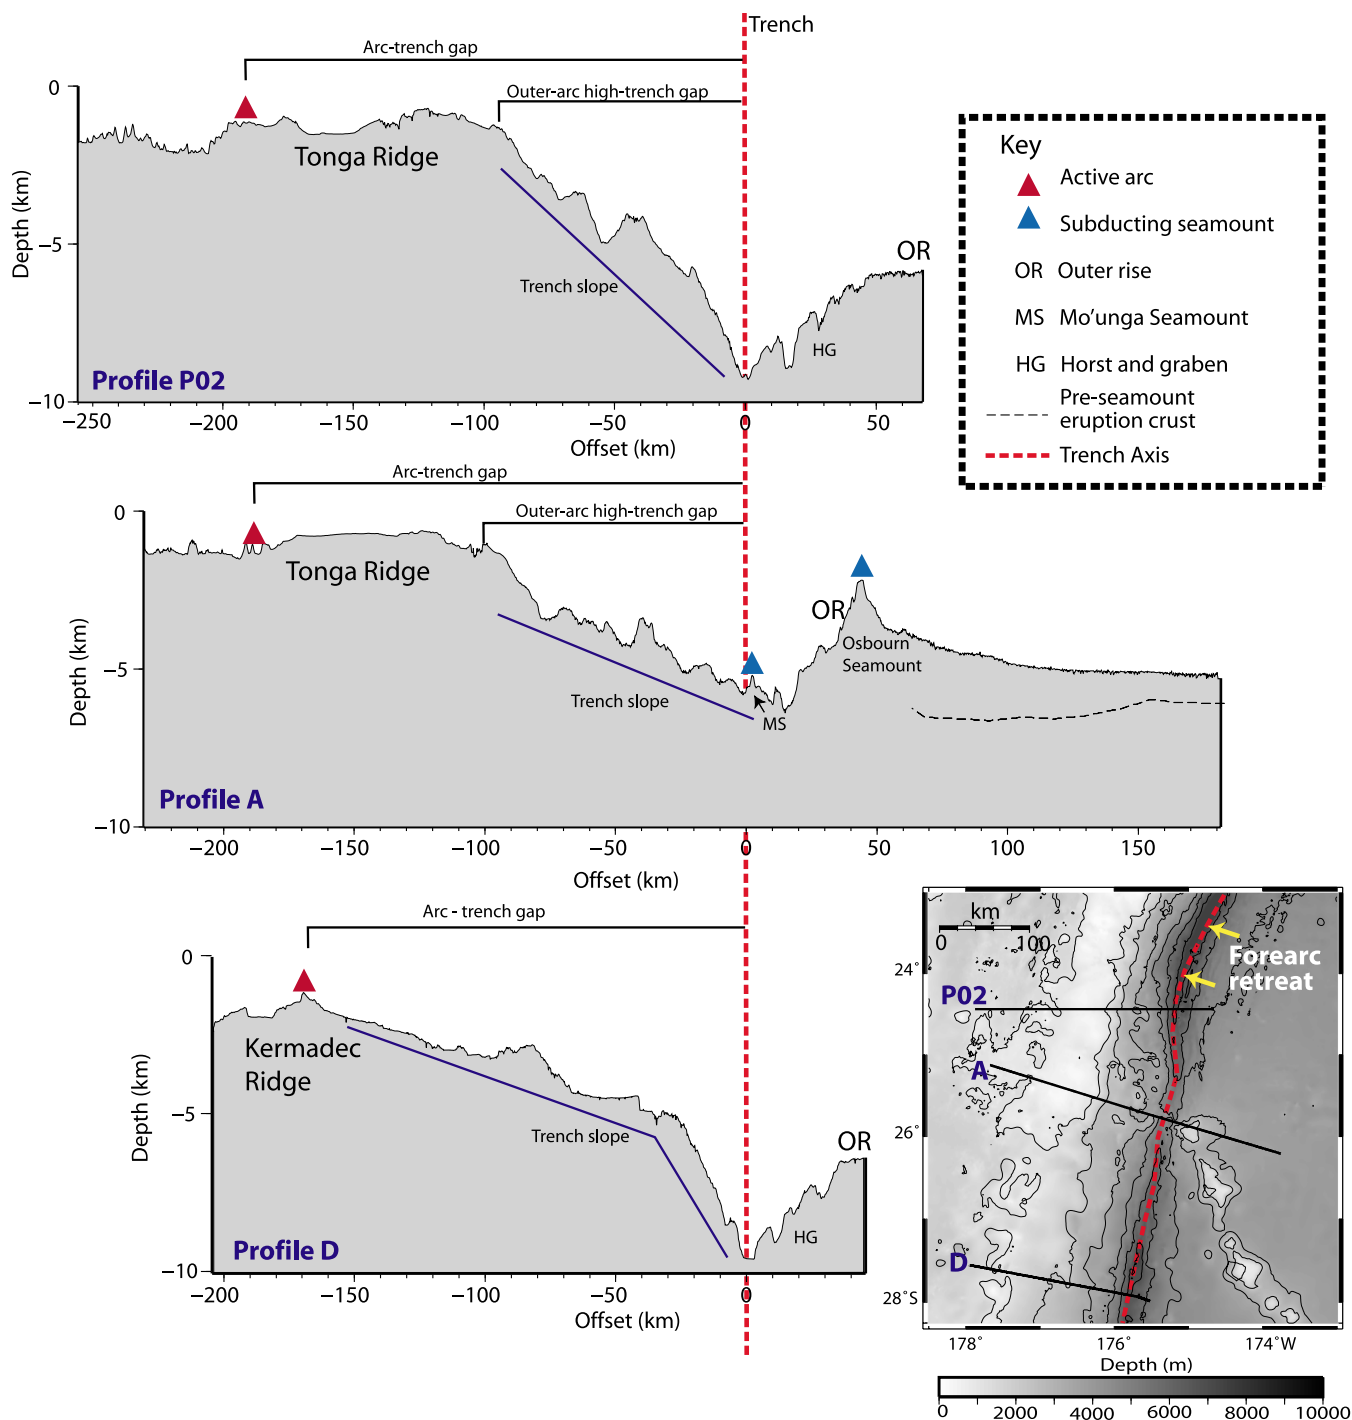 Trench
Arc-trench gap
Outer-arc high-trench gap
0
−5
−10
Depth (km)
Tonga Ridge
Trench slope
OR
HG
Profile P02
−250
−200
−150
−100
−50
0
50
Offset (km)
Key
Active arc
Subducting seamount
OR Outer rise
MS Mo'unga Seamount
HG Horst and graben
Pre-seamount
eruption crust
Trench Axis
Arc-trench gap
Outer-arc high-trench gap
0
−5
−10
Depth (km)
Tonga Ridge
OR
Osbourn
Seamount
Trench slope
MS
Profile A
−200
−150
−100
−50
0
50
100
150
Offset (km)
Arc - trench gap
0
−5
−10
Depth (km)
Kermadec
Ridge
Trench slope
OR
HG
Profile D
−200
−150
−100
−50
0
Offset (km)
km
0 100
Forearc
retreat
24˚
P02
A
26˚
D
28˚S
178˚
176˚
174˚W
Depth (m)
0 2000 4000 6000 8000 10000